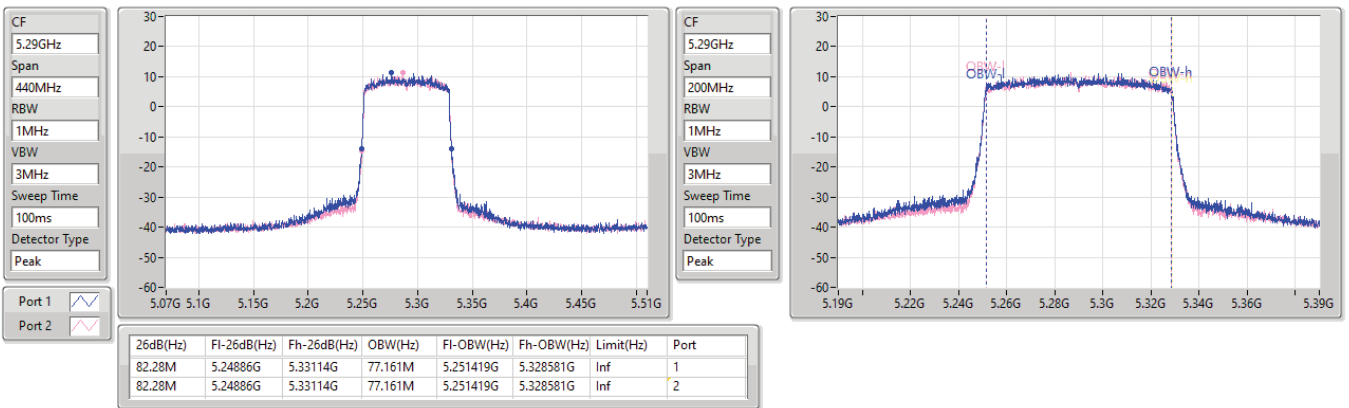 CF
5.29GHz
Span
440MHz
RBW
1MHz
VBW
3MHz
Sweep Time
100ms
Detector Type
Peak
Port 1
Port 2
30
20
10
0
-10
-20
-30
-40
-50
-60
5.07G 5.1G 5.15G 5.2G 5.25G 5.3G 5.35G 5.4G 5.45G 5.51G
CF
5.29GHz
Span
200MHz
RBW
1MHz
VBW
3MHz
Sweep Time
100ms
Detector Type
Peak
30
20
10
0
-10
-20
-30
-40
-50
-60
OBW-l
OBW-l
OBW-h
5.19G 5.22G 5.24G 5.26G 5.28G 5.3G 5.32G 5.34G 5.36G 5.39G
26dB(Hz) Fl-26dB(Hz) Fh-26dB(Hz) OBW(Hz) Fl-OBW(Hz) Fh-OBW(Hz) Limit(Hz) Port
82.28M 5.24886G 5.33114G 77.161M 5.251419G 5.328581G Inf 1
82.28M 5.24886G 5.33114G 77.161M 5.251419G 5.328581G Inf 2